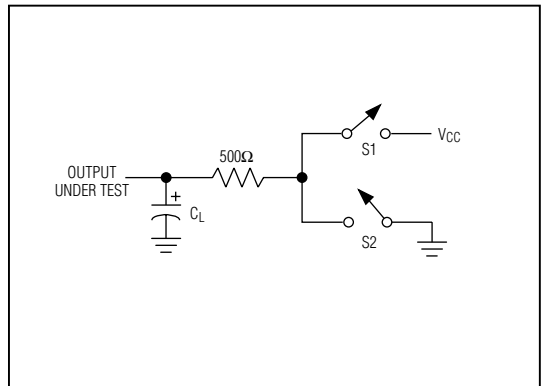 500Ω
S1
VCC
OUTPUT
UNDER TEST
+
CL
S2